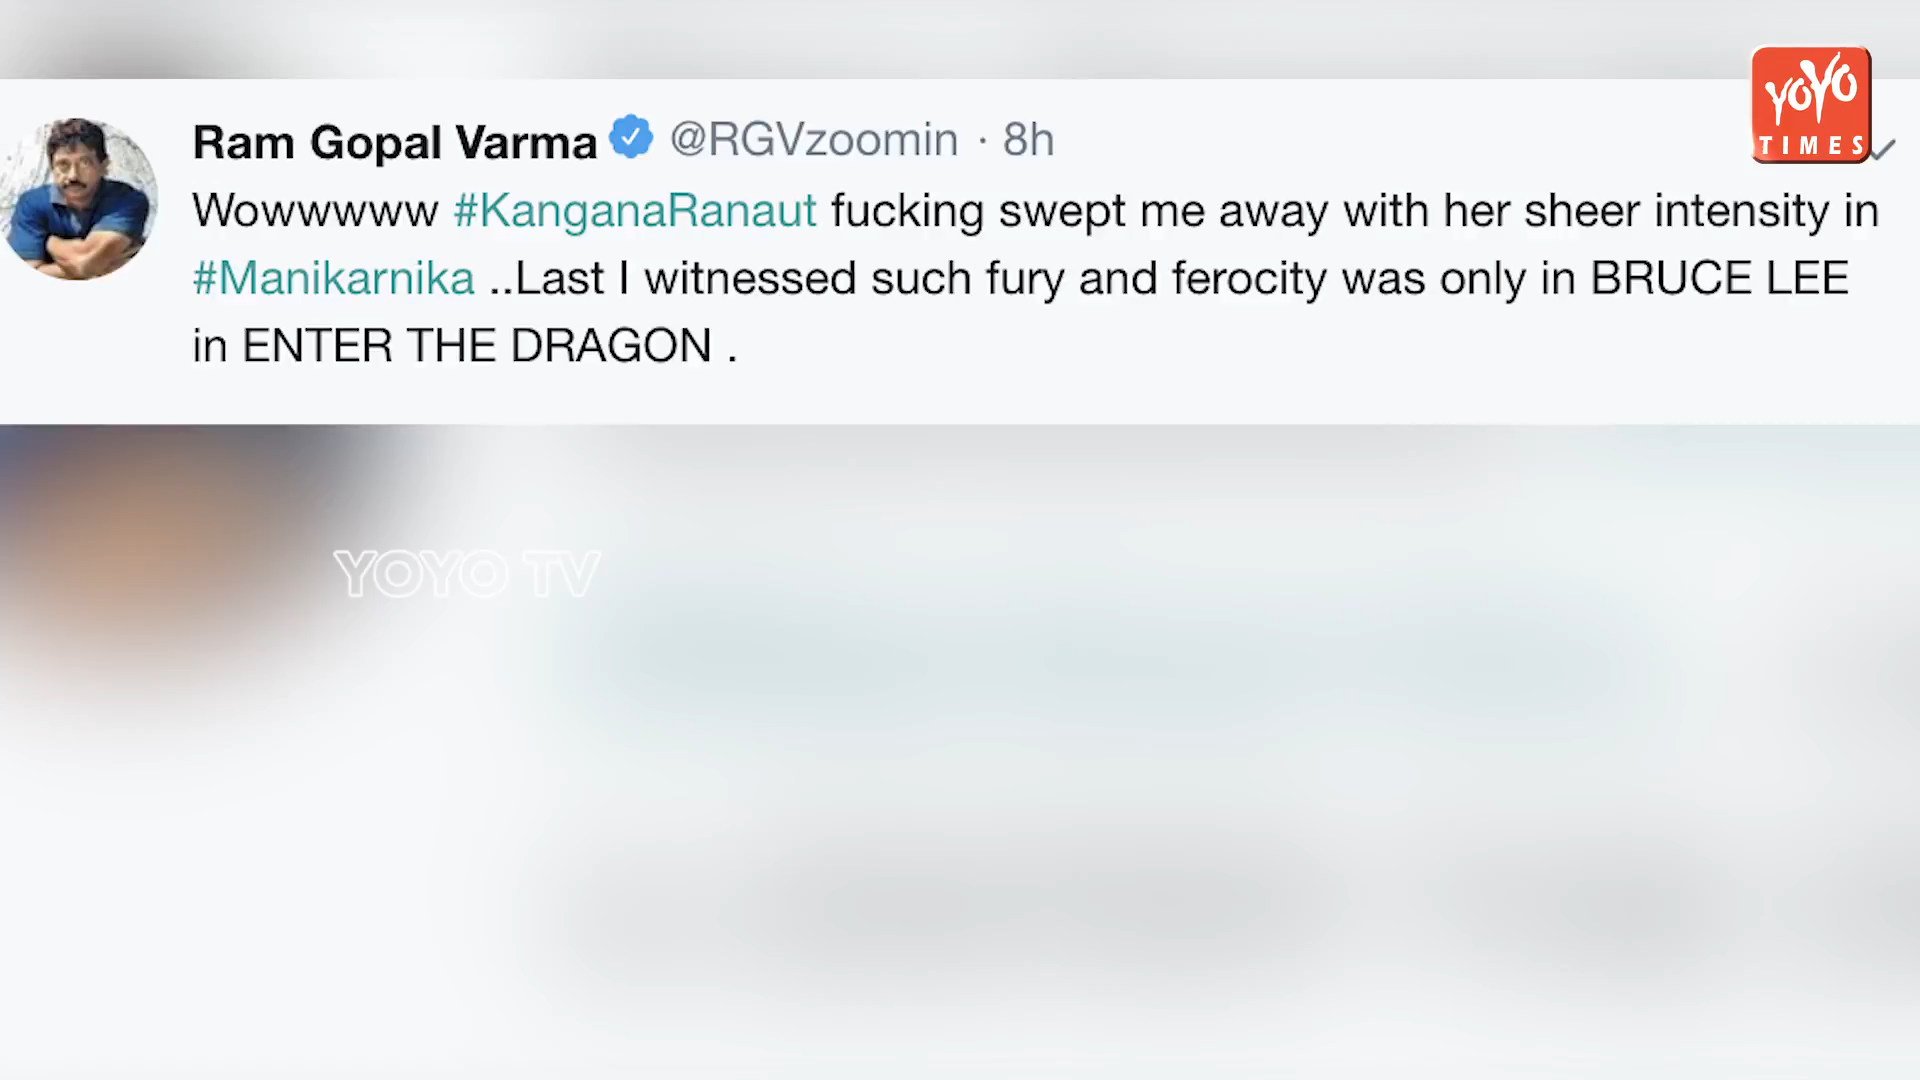 YOYO
TIMES
Ram Gopal Varma @RGVzoomin · 8h
Wowwwww #KanganaRanaut fucking swept me away with her sheer intensity in
#Manikarnika ..Last I witnessed such fury and ferocity was only in BRUCE LEE
in ENTER THE DRAGON .
YOYO TV